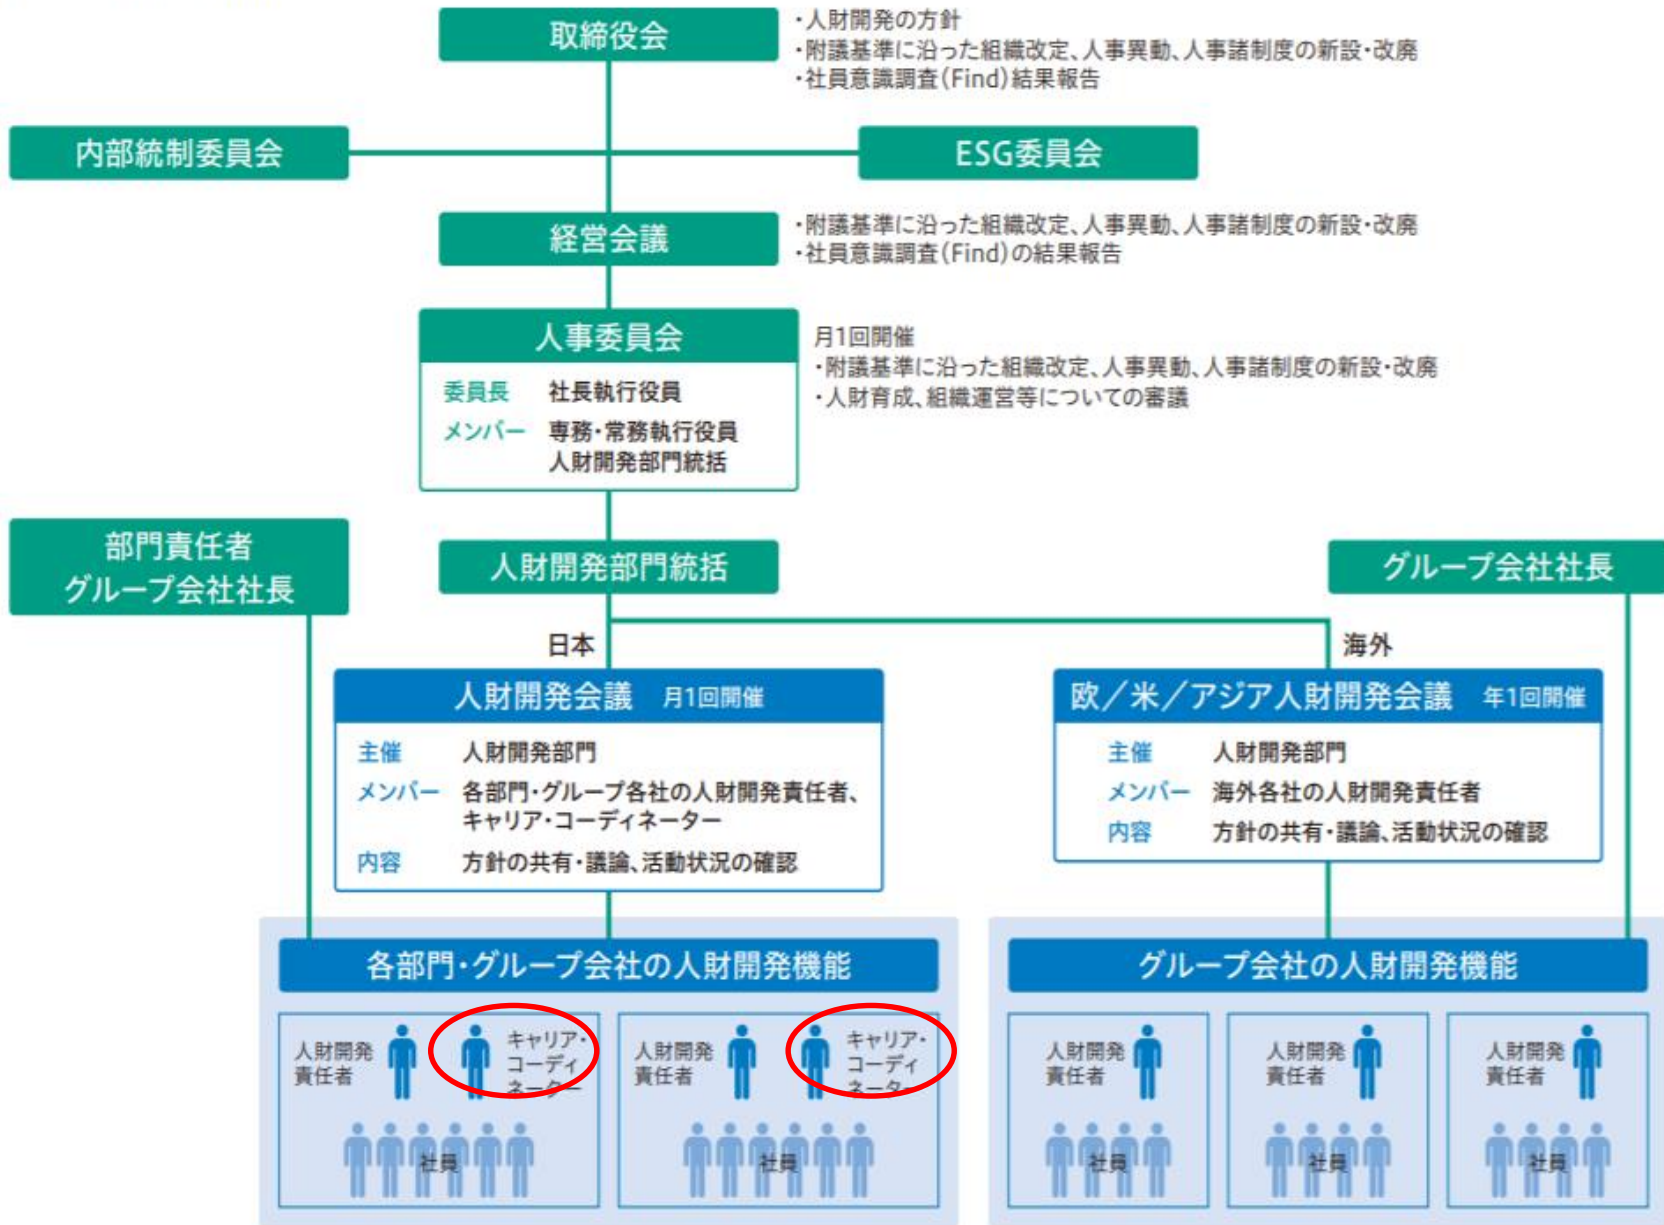 取締役会
・人財開発の方針
・附議基準に沿った組織改定、人事異動、人事諸制度の新設・改廃
・社員意識調査(Find)結果報告
内部統制委員会
ESG委員会
経営会議
・附議基準に沿った組織改定、人事異動、人事諸制度の新設・改廃
・社員意識調査(Find)の結果報告
人事委員会
委員長 社長執行役員
メンバー 専務・常務執行役員
人財開発部門統括
月1回開催
・附議基準に沿った組織改定、人事異動、人事諸制度の新設・改廃
・人財育成、組織運営等についての審議
部門責任者
グループ会社社長
人財開発部門統括
グループ会社社長
日本
海外
人財開発会議 月1回開催
主催 人財開発部門
メンバー 各部門・グループ各社の人財開発責任者、
キャリア・コーディネーター
内容 方針の共有・議論、活動状況の確認
欧／米／アジア人財開発会議 年1回開催
主催 人財開発部門
メンバー 海外各社の人財開発責任者
内容 方針の共有・議論、活動状況の確認
各部門・グループ会社の人財開発機能
人財開発
責任者
キャリア・
コーディ
ネーター
社員
人財開発
責任者
キャリア・
コーディ
ネーター
社員
グループ会社の人財開発機能
人財開発
責任者
社員
人財開発
責任者
社員
人財開発
責任者
社員